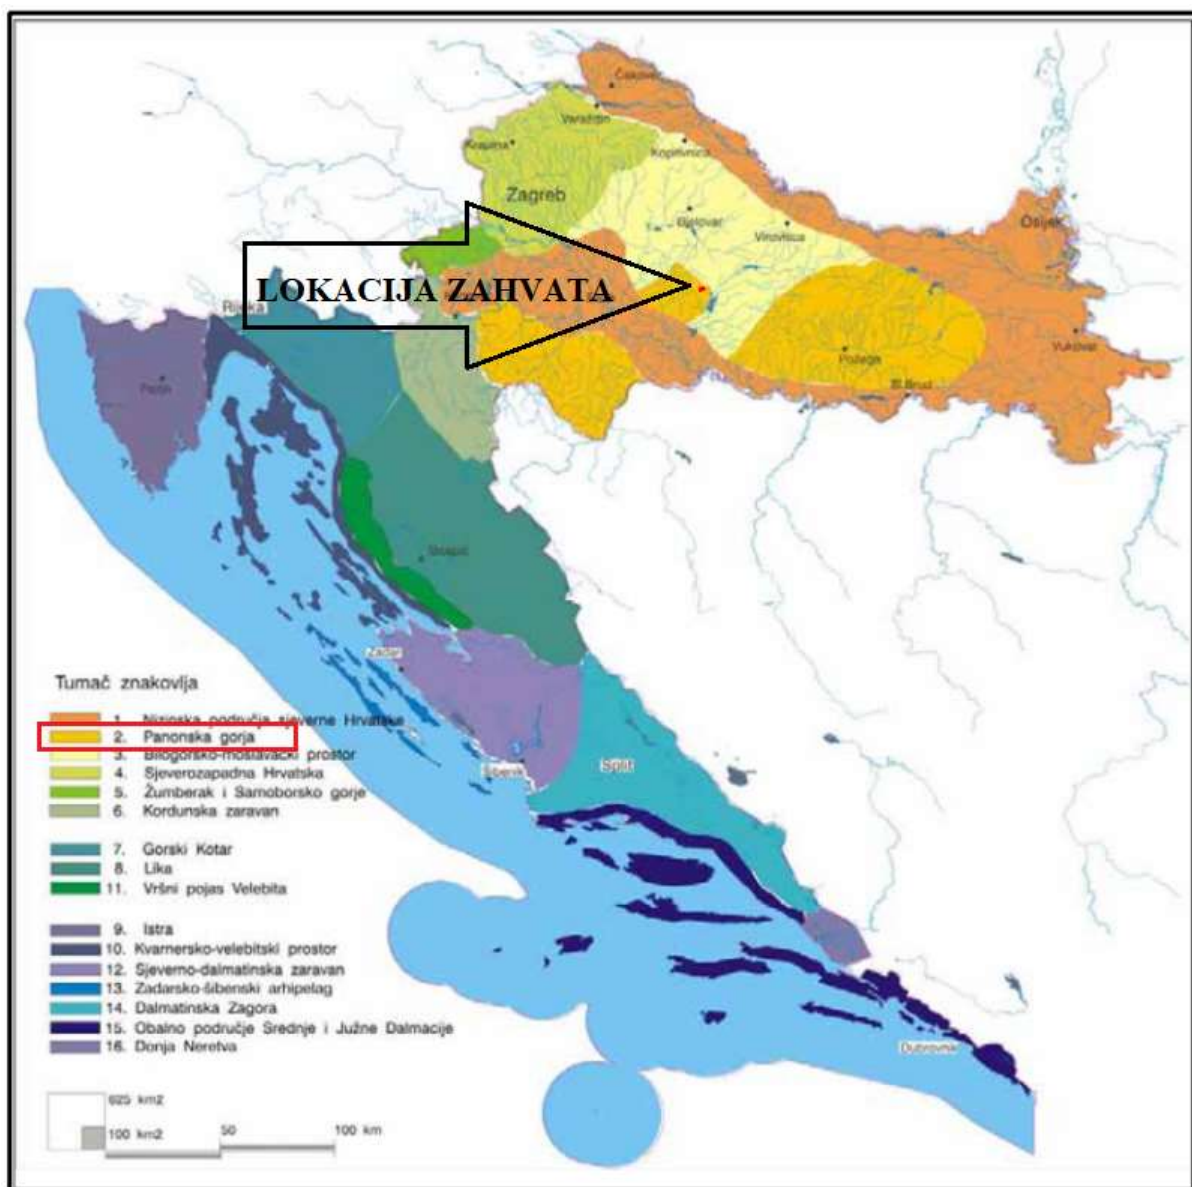 Čakovec
Varaždin
Krapina
Koprivnica
Zagreb
Bjelovar
Virovitica
Osijek
LOKACIJA ZAHVATA
Rijeka
Požega
Vukovar
Sl.Brod
Pazin
Gospić
Zadar
Šibenik
Split
Dubrovnik
Tumač znakovlja
1. Nizinska područja sjeverne Hrvatske
2. Panonska gorja
3. Bilogorsko-moslavački prostor
4. Sjeverozapadna Hrvatska
5. Žumberak i Samoborsko gorje
6. Kordunska zaravan
7. Gorski Kotar
8. Lika
11. Vršni pojas Velebita
9. Istra
10. Kvarnersko-velebitski prostor
12. Sjeverno-dalmatinska zaravan
13. Zadarsko-šibenski arhipelag
14. Dalmatinska Zagora
15. Obalno područje Srednje i Južne Dalmacije
16. Donja Neretva
625 km2
100 km2
50
100 km